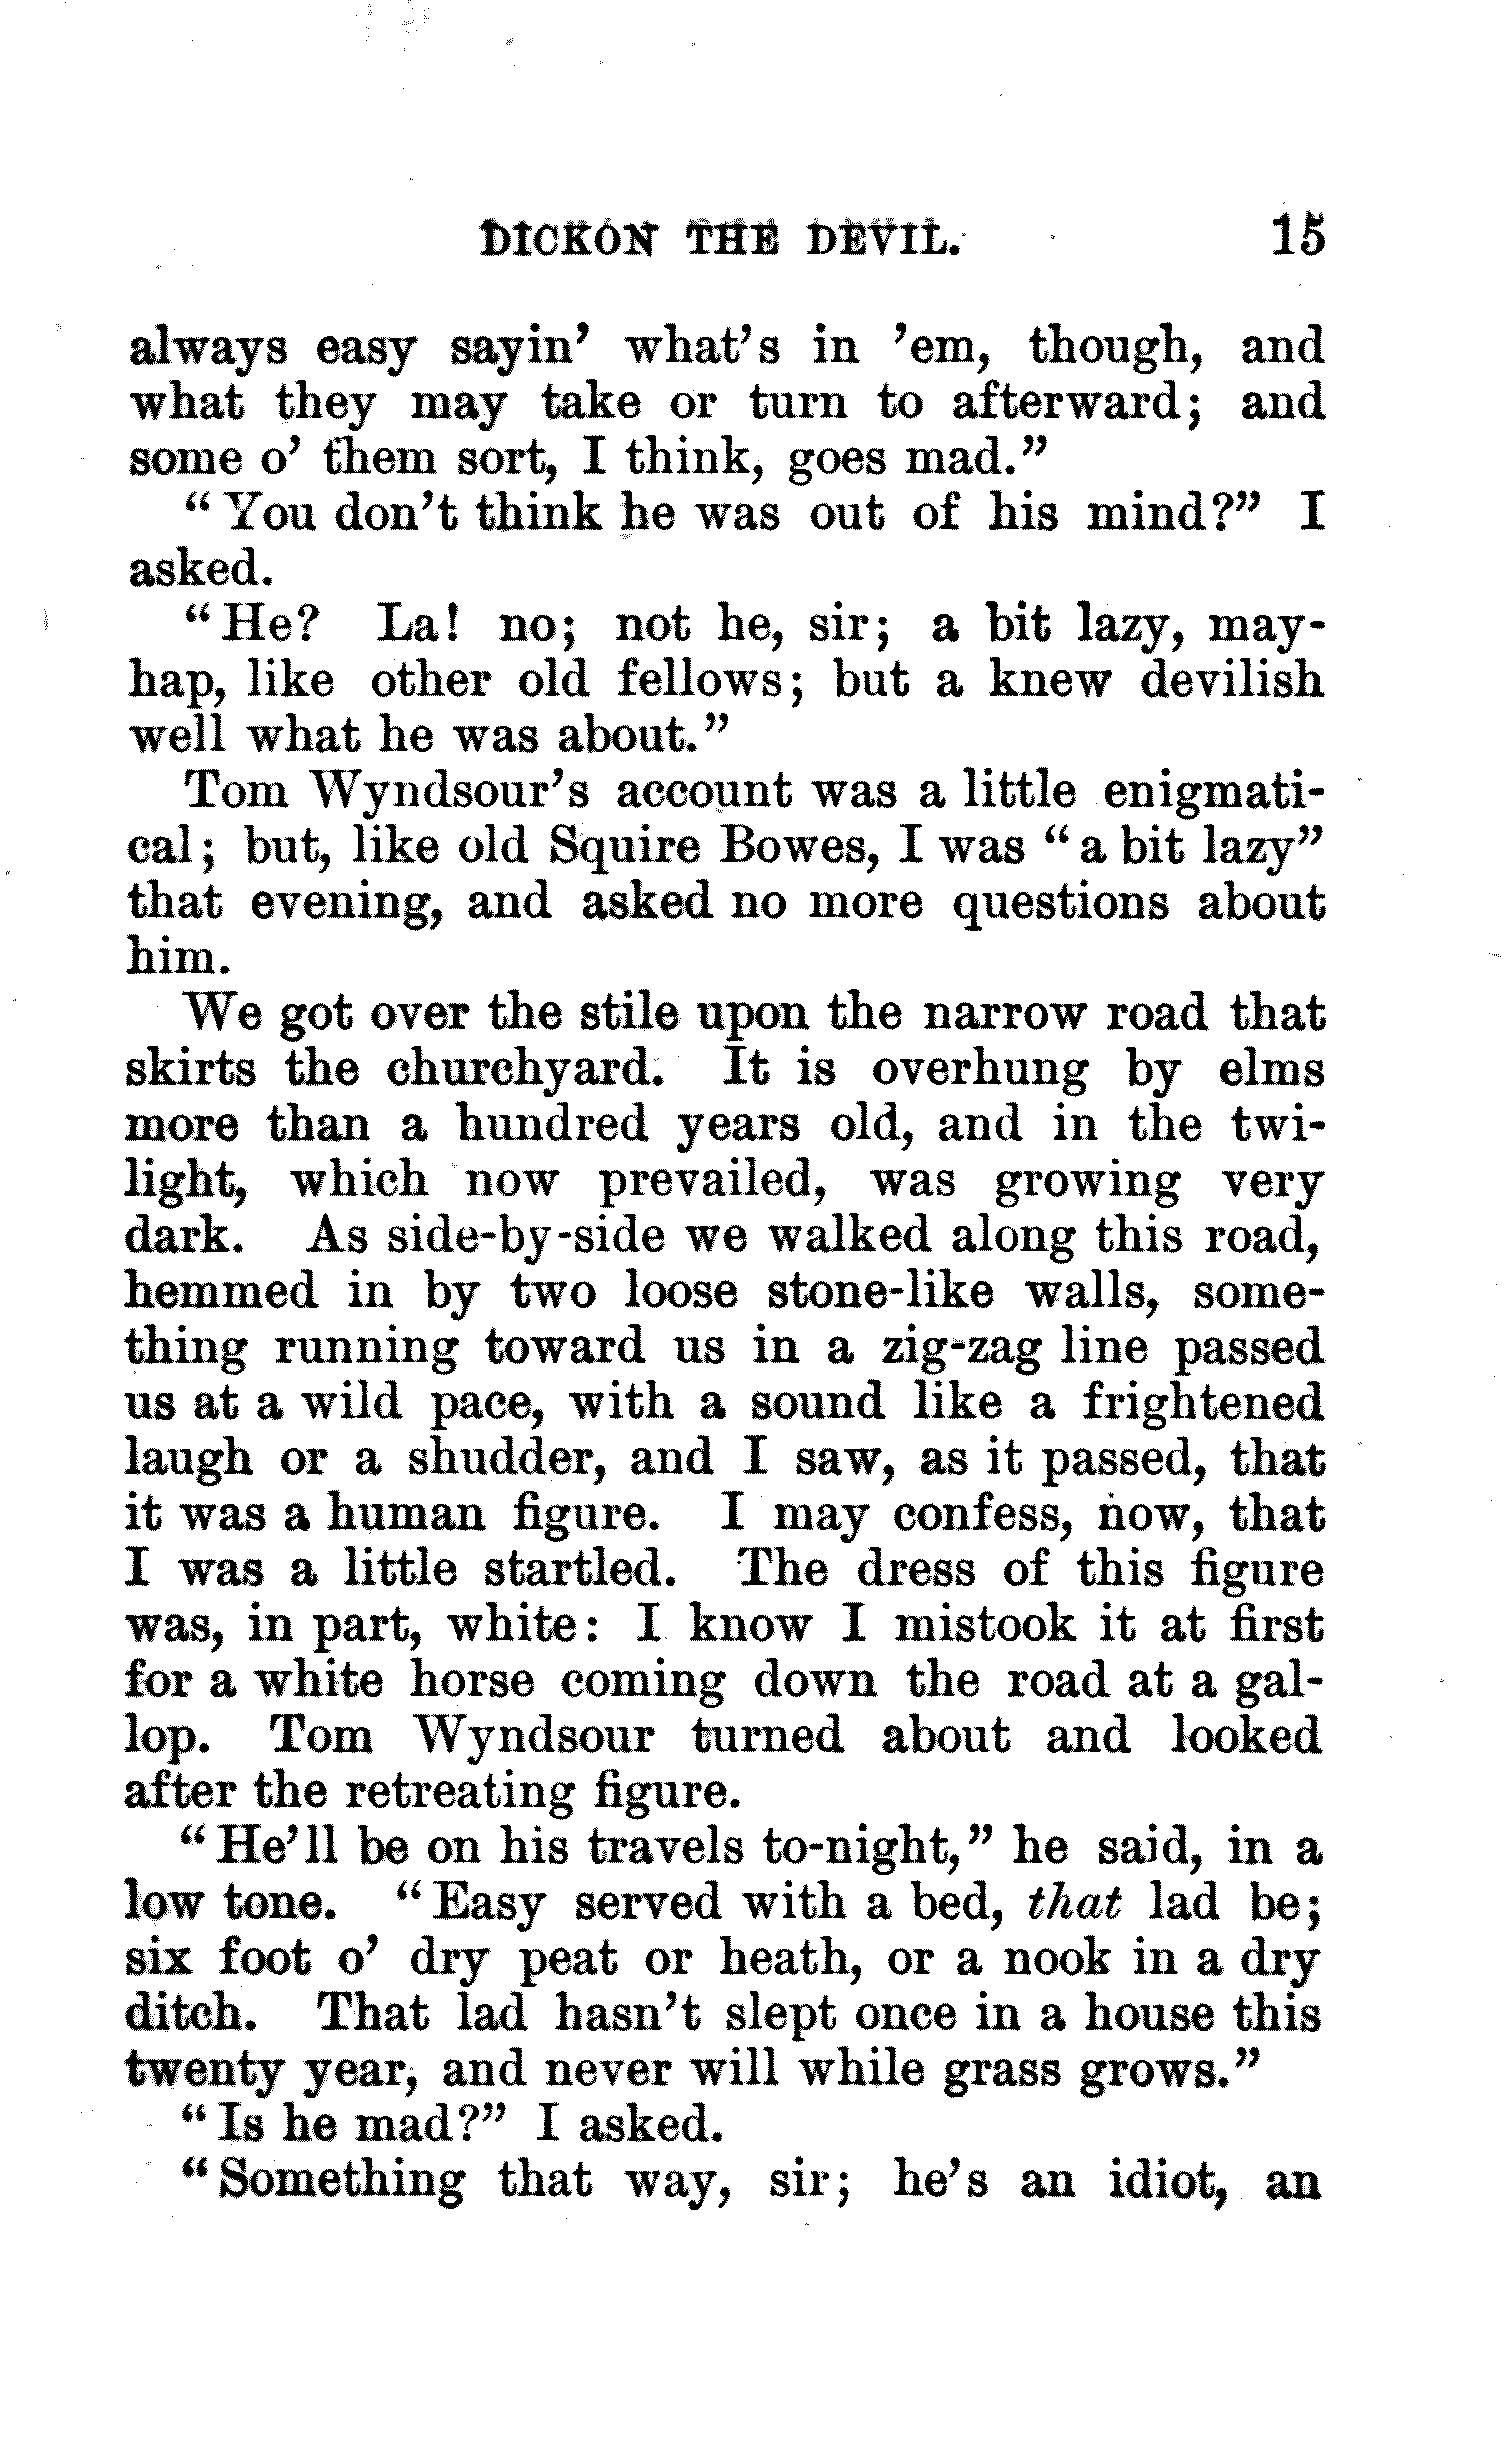 DICKON THE DEVIL. 15
always easy sayin' what's in 'em, though, and
what they may take or turn to afterward; and
some o' them sort, I think, goes mad."
"You don't think he was out of his mind?" I
asked.
"He? La! no; not he, sir; a bit lazy, may-
hap, like other old fellows; but a knew devilish
well what he was about."
Tom Wyndsour's account was a little enigmati-
cal; but, like old Squire Bowes, I was "a bit lazy"
that evening, and asked no more questions about
him.
We got over the stile upon the narrow road that
skirts the churchyard. It is overhung by elms
more than a hundred years old, and in the twi-
light, which now prevailed, was growing very
dark. As side-by-side we walked along this road,
hemmed in by two loose stone-like walls, some-
thing running toward us in a zig-zag line passed
us at a wild pace, with a sound like a frightened
laugh or a shudder, and I saw, as it passed, that
it was a human figure. I may confess, now, that
I was a little startled. The dress of this figure
was, in part, white: I know I mistook it at first
for a white horse coming down the road at a gal-
lop. Tom Wyndsour turned about and looked
after the retreating figure.
"He'll be on his travels to-night," he said, in a
low tone. "Easy served with a bed, that lad be;
six foot o' dry peat or heath, or a nook in a dry
ditch. That lad hasn't slept once in a house this
twenty year, and never will while grass grows."
"Is he mad?" I asked.
"Something that way, sir; he's an idiot, an